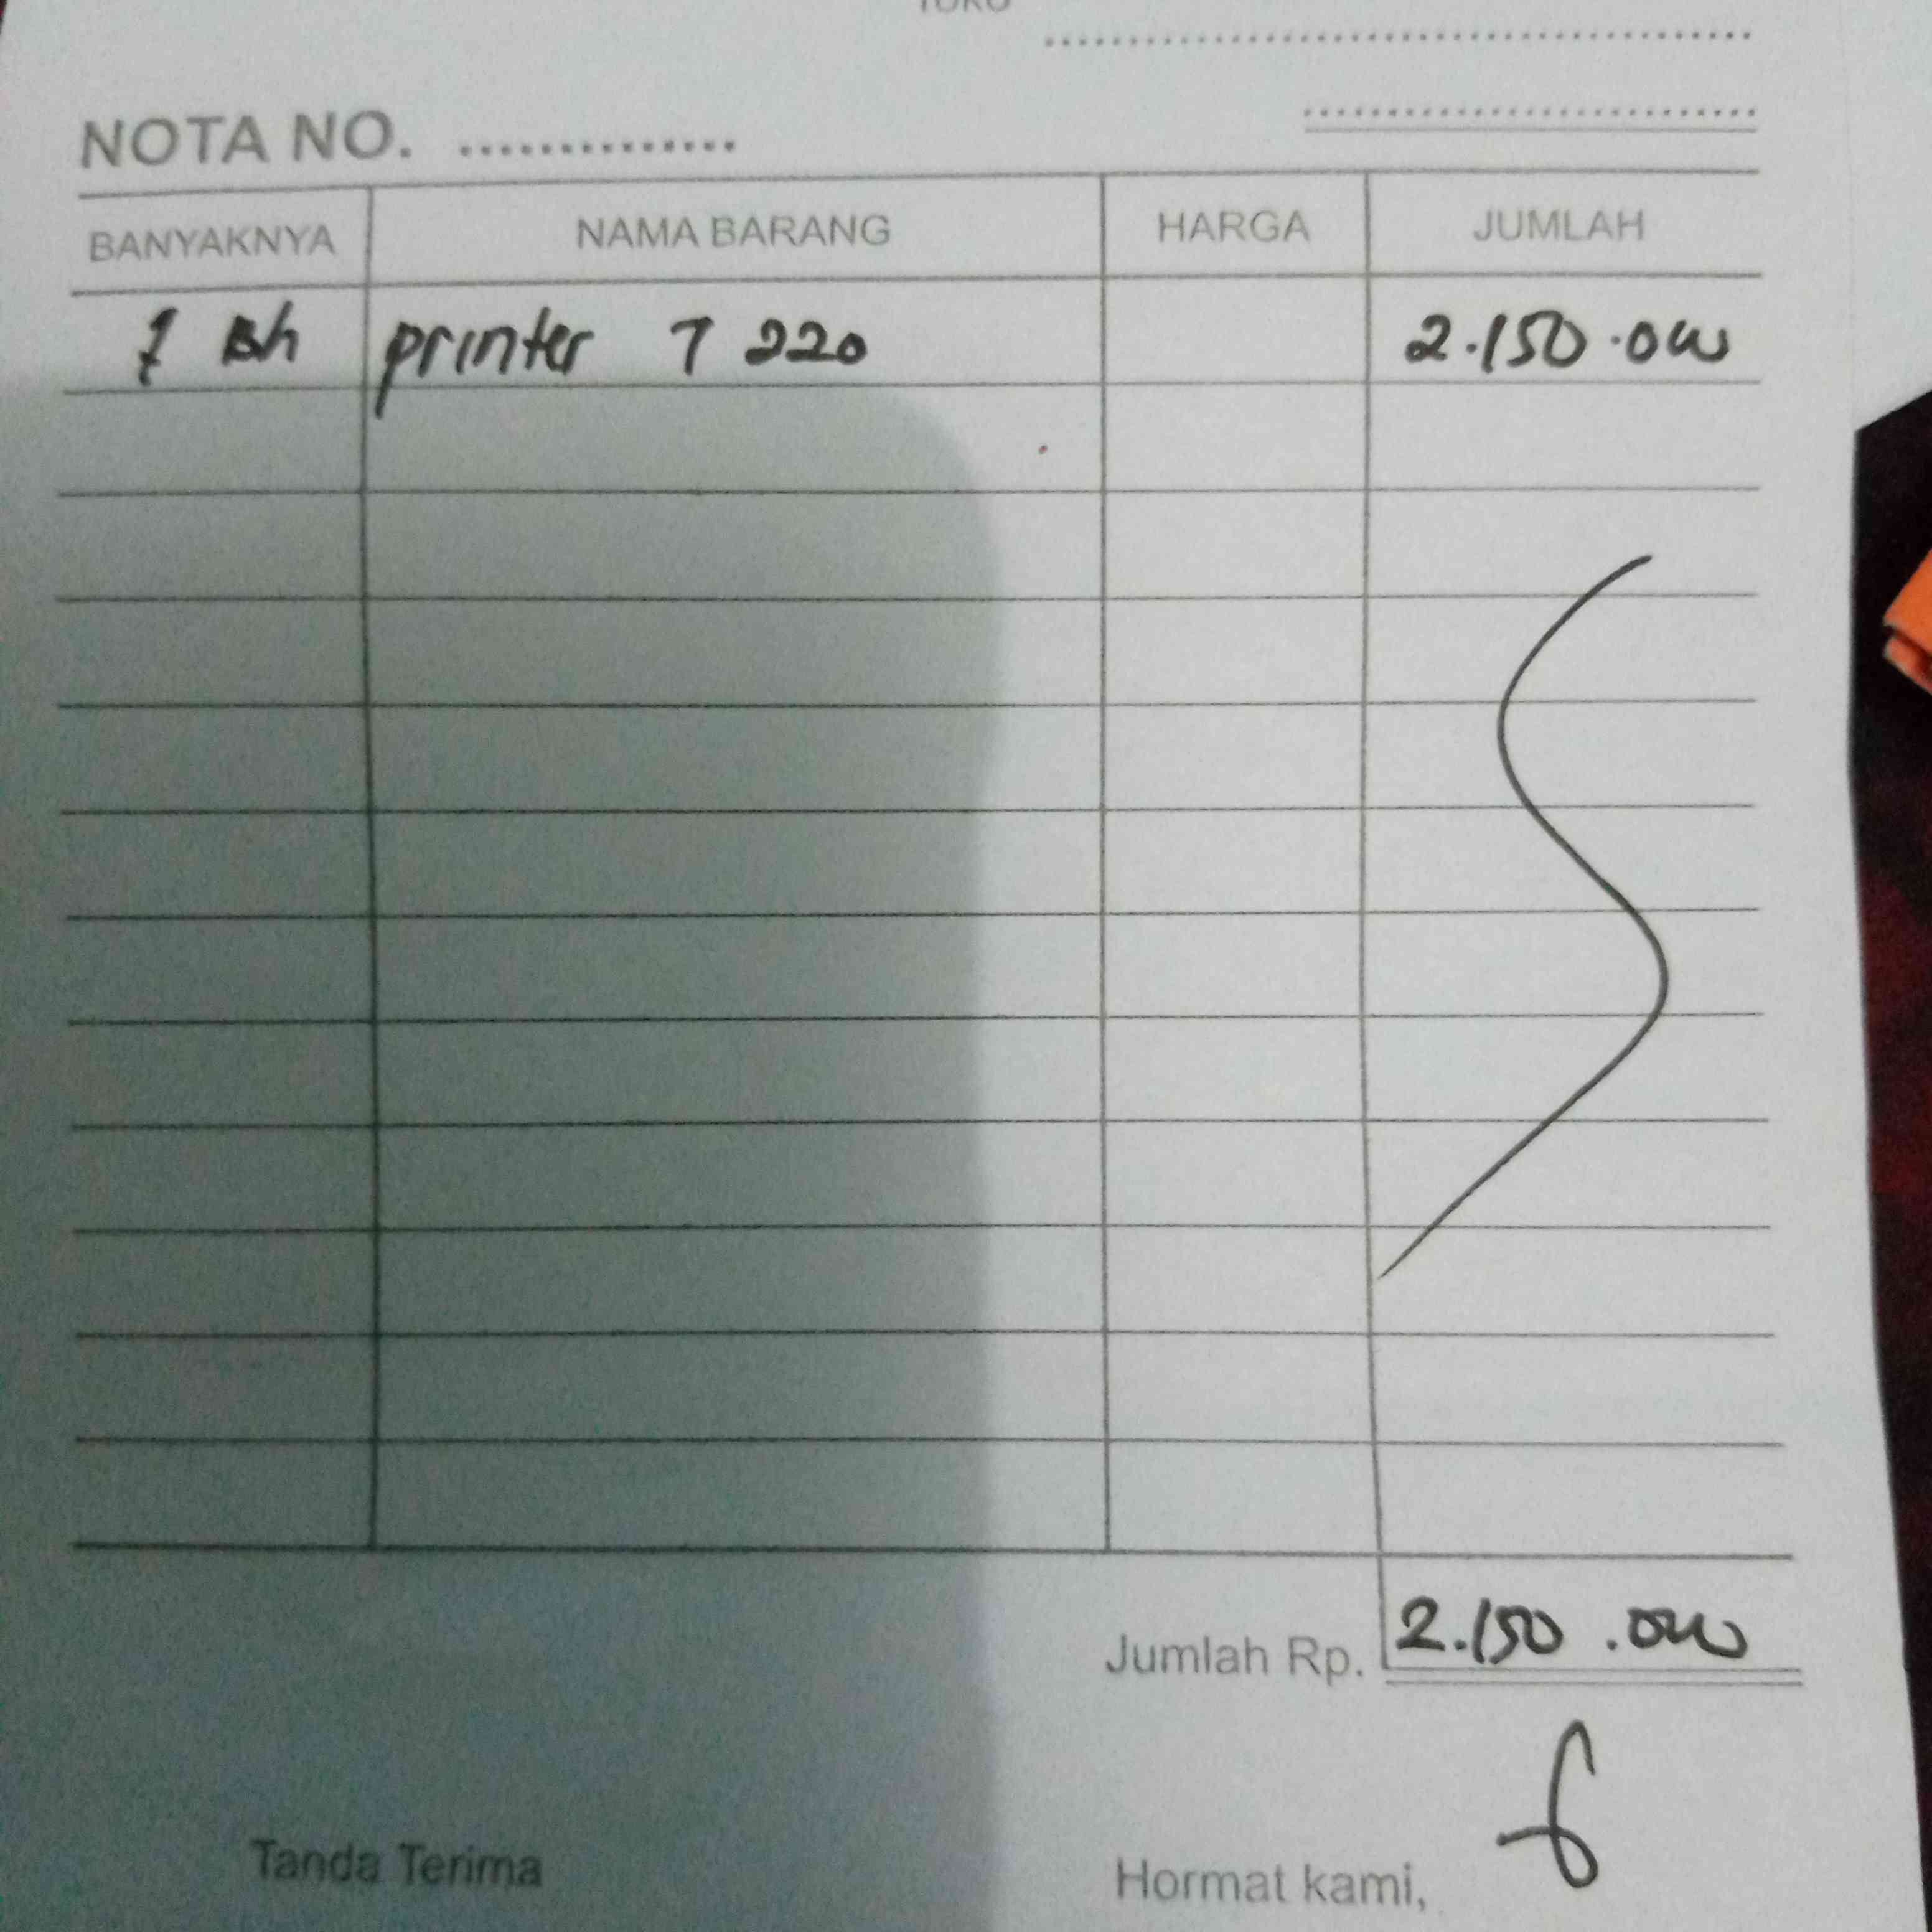 TOKO
NOTA NO. ..............
BANYAKNYA NAMA BARANG HARGA JUMLAH
1 Bh printer T 220 2.150.000
Jumlah Rp. 2.150.000
Tanda Terima Hormat kami,